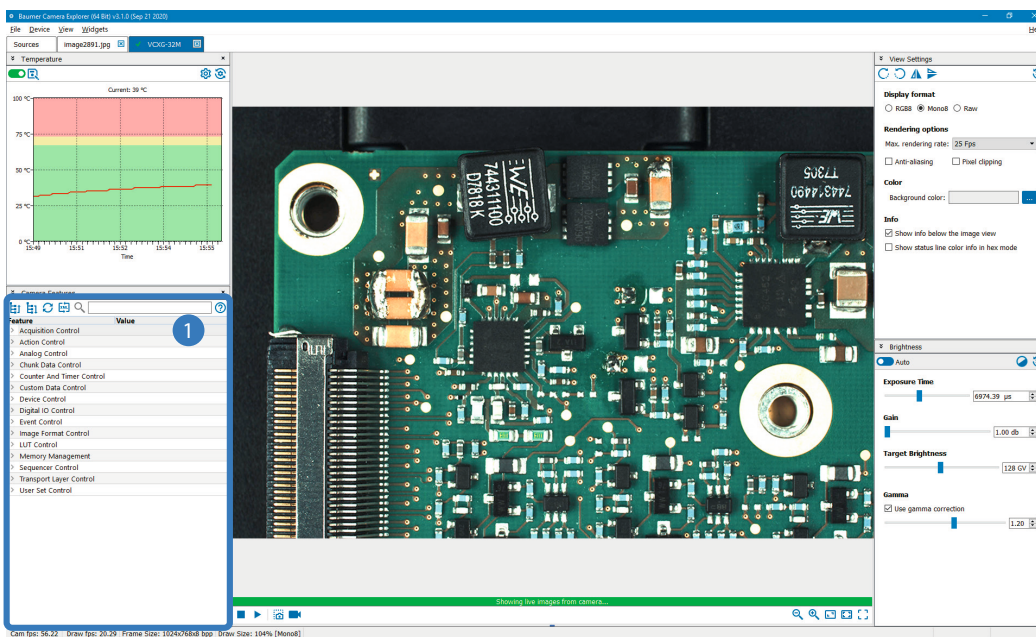 Baumer Camera Explorer (64 Bit) v3.1.0 (Sep 21 2020)
File Device View Widgets
Sources image2891.jpg VCXG-32M
Temperature
Current: 39 °C
100 °C
75 °C
50 °C
25 °C
0 °C
15:49 15:51 15:52 15:54 15:55
Time
Camera Features
Feature Value
1
Acquisition Control
Action Control
Analog Control
Chunk Data Control
Counter And Timer Control
Custom Data Control
Device Control
Digital IO Control
Event Control
Image Format Control
LUT Control
Memory Management
Sequencer Control
Transport Layer Control
User Set Control
744311100
D7818 K
WE
744314490
T7305
WE
Showing live images from camera...
View Settings
Display format
RGB8 Mono8 Raw
Rendering options
Max. rendering rate: 25 Fps
Anti-aliasing Pixel clipping
Color
Background color: ...
Info
Show info below the image view
Show status line color info in hex mode
Brightness
Auto
Exposure Time
6974.39 µs
Gain
1.00 db
Target Brightness
128 GV
Gamma
Use gamma correction
1.20
Cam fps: 56.22 Draw fps: 20.29 Frame Size: 1024x768x8 bpp Draw Size: 104% [Mono8]